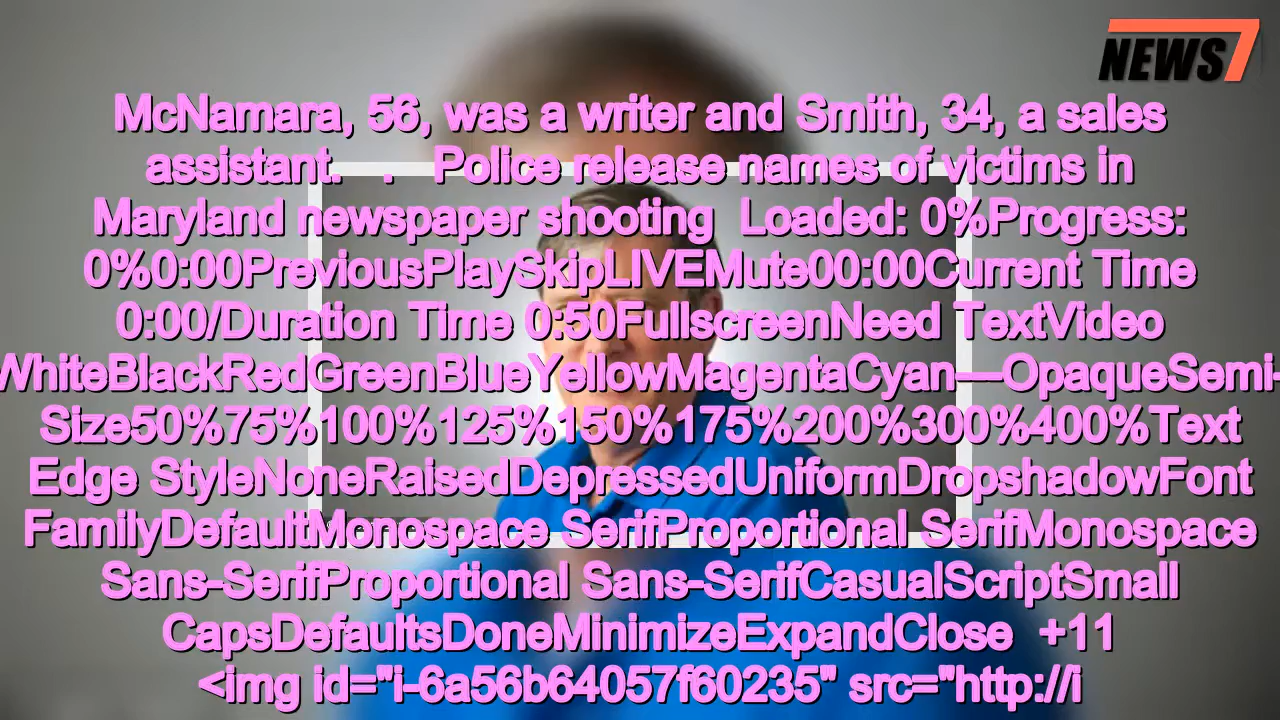 NEWS7
McNamara, 56, was a writer and Smith, 34, a sales
assistant. . Police release names of victims in
Maryland newspaper shooting Loaded: 0%Progress:
0%0:00PreviousPlaySkipLIVEMute00:00Current Time
0:00/Duration Time 0:50FullscreenNeed TextVideo
WhiteBlackRedGreenBlueYellowMagentaCyan—OpaqueSemi-
Size50%75%100%125%150%175%200%300%400%Text
Edge StyleNoneRaisedDepressedUniformDropshadowFont
FamilyDefaultMonospace SerifProportional SerifMonospace
Sans-SerifProportional Sans-SerifCasualScriptSmall
CapsDefaultsDoneMinimizeExpandClose +11
<img id="i-6a56b64057f60235" src="http://i